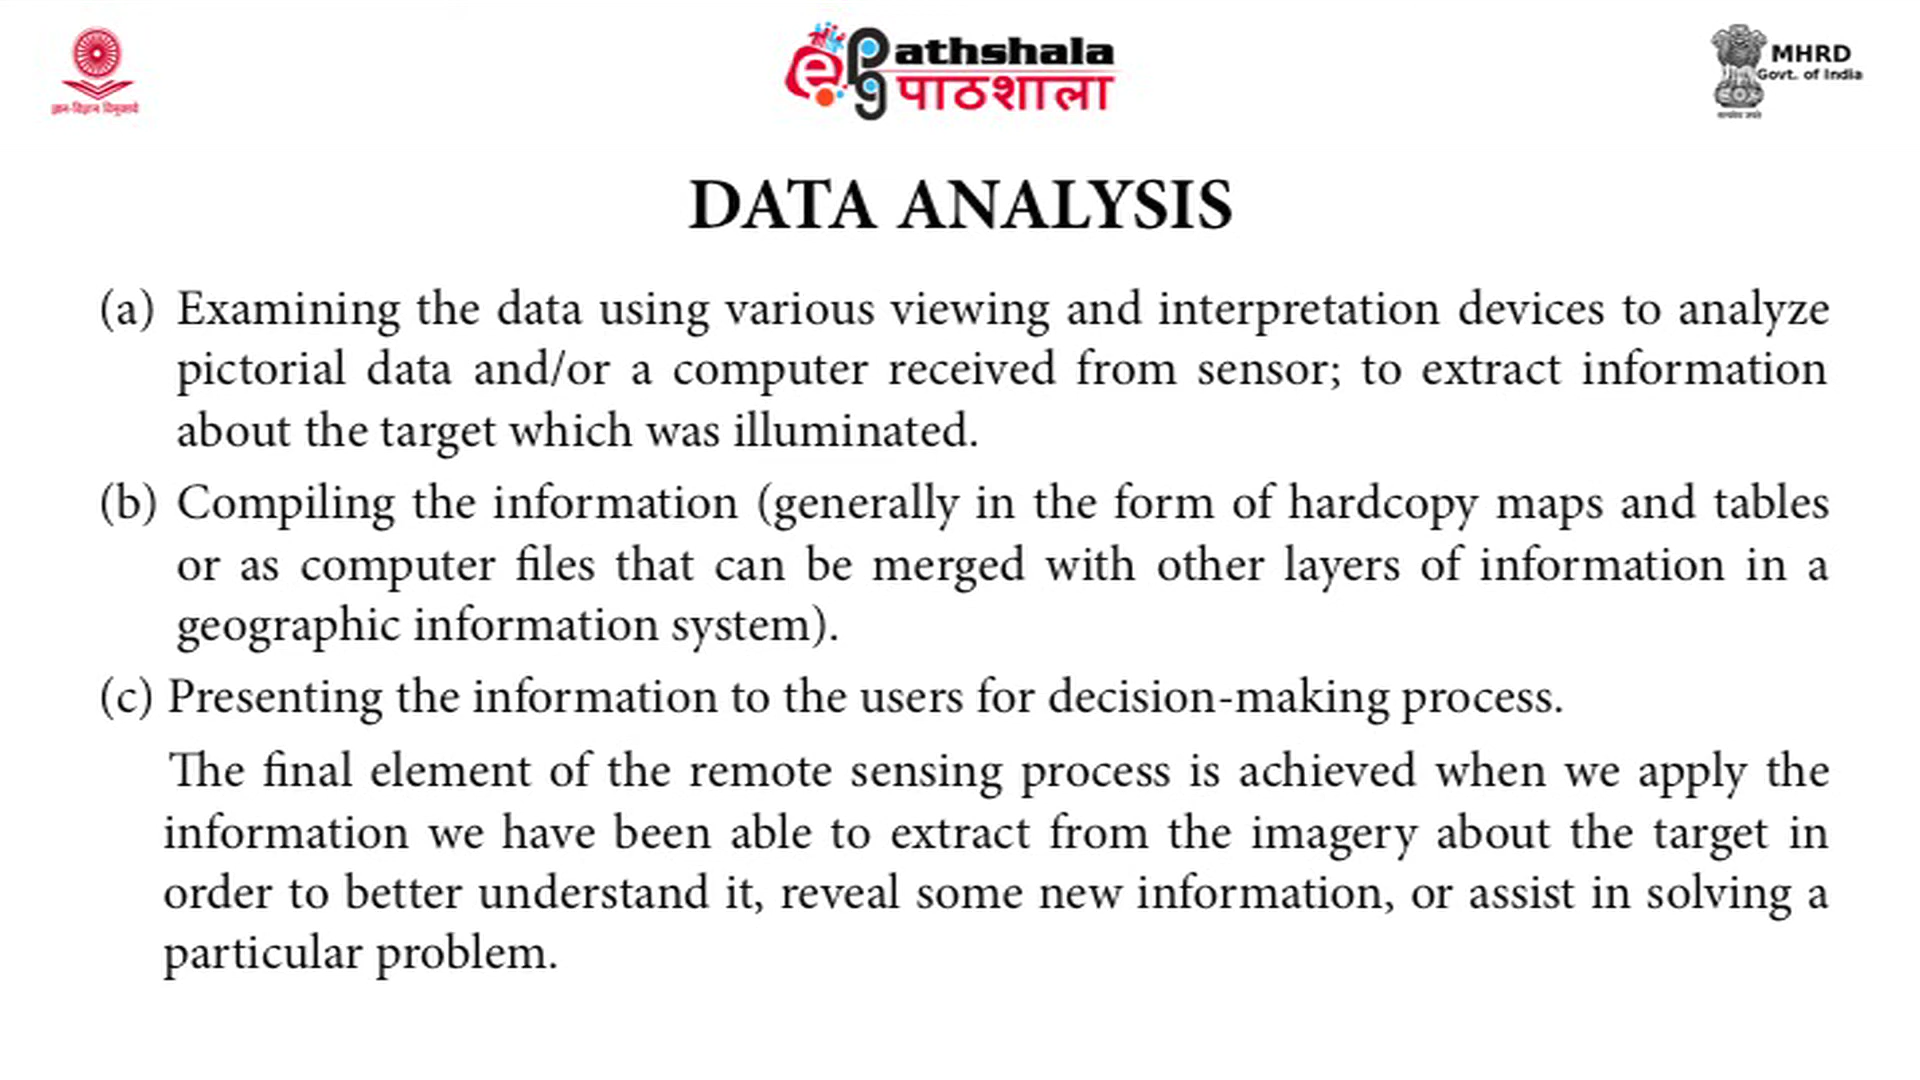 ज्ञान-विज्ञान विमुक्तये
ePathshala
पाठशाला
MHRD
Govt. of India
सत्यमेव जयते
DATA ANALYSIS
(a) Examining the data using various viewing and interpretation devices to analyze
pictorial data and/or a computer received from sensor; to extract information
about the target which was illuminated.
(b) Compiling the information (generally in the form of hardcopy maps and tables
or as computer files that can be merged with other layers of information in a
geographic information system).
(c) Presenting the information to the users for decision-making process.
The final element of the remote sensing process is achieved when we apply the
information we have been able to extract from the imagery about the target in
order to better understand it, reveal some new information, or assist in solving a
particular problem.